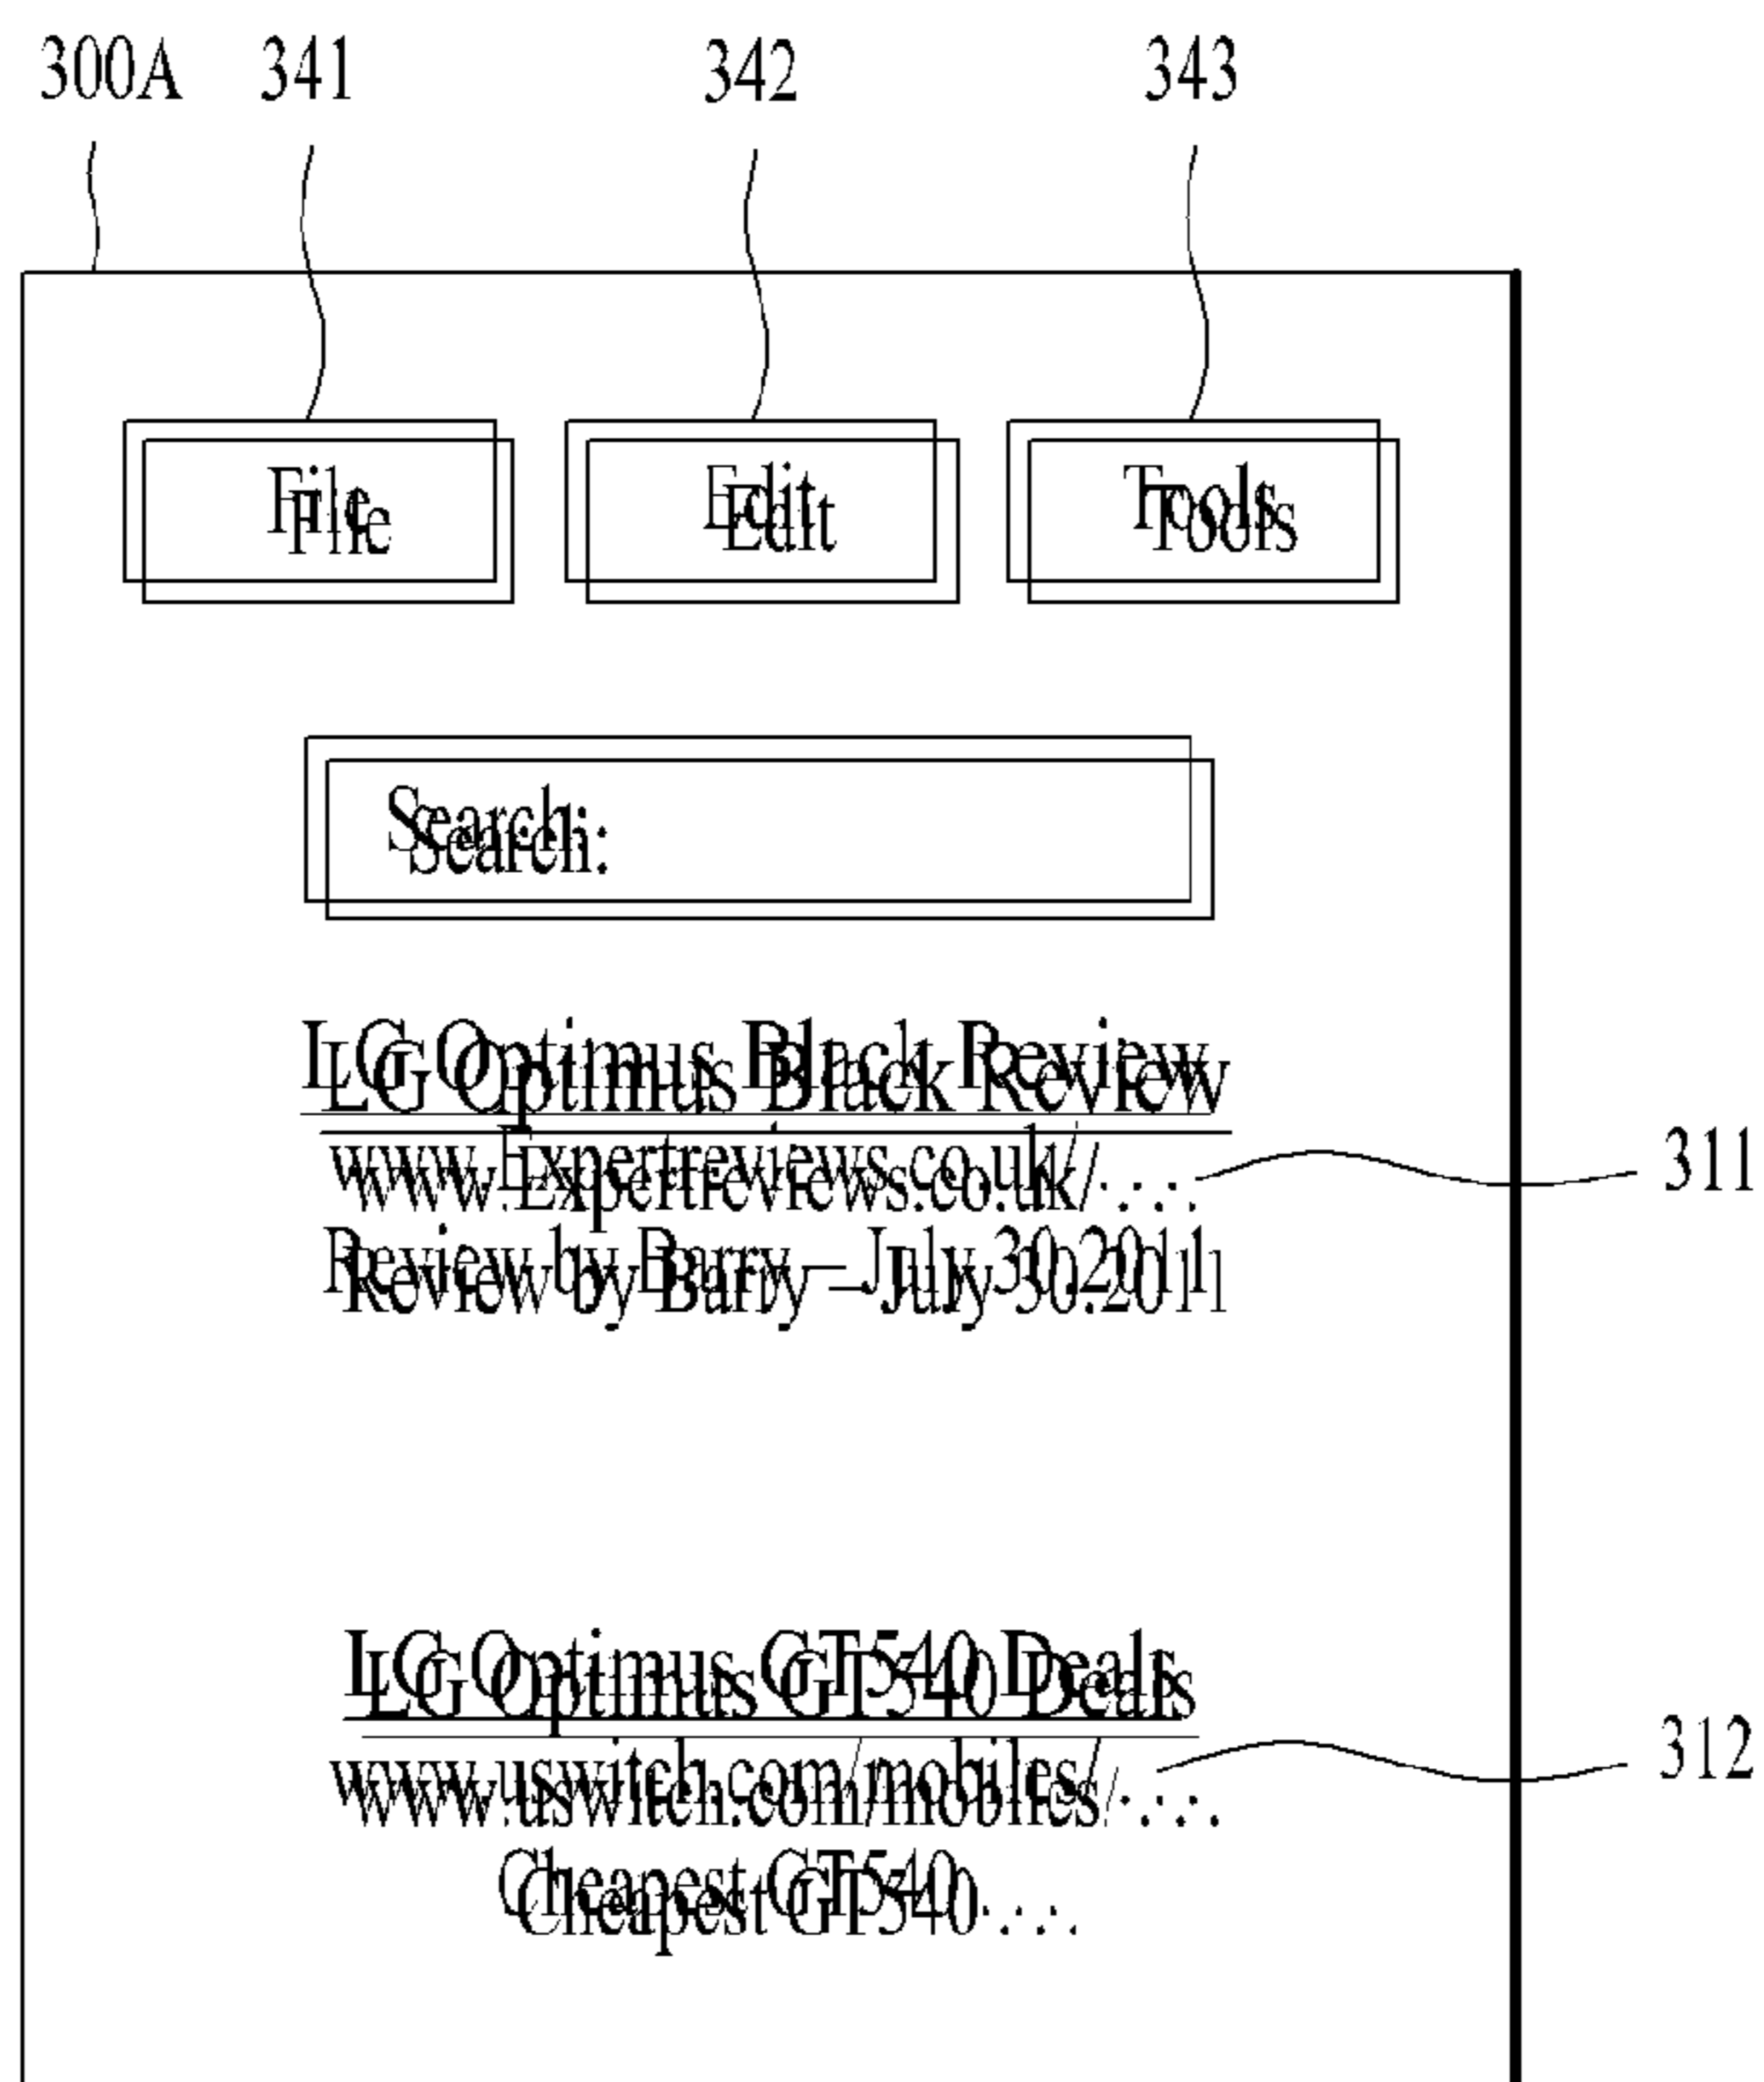 300A 341 342 343
File Edit Tools
Search:
LG Optimus Black Review
www.Expertreviews.co.uk/....
311
Review by Barry – July 30.2011
LG Optimus GT540 Deals
www.uswitch.com/mobiles/....
312
Cheapest GT540....